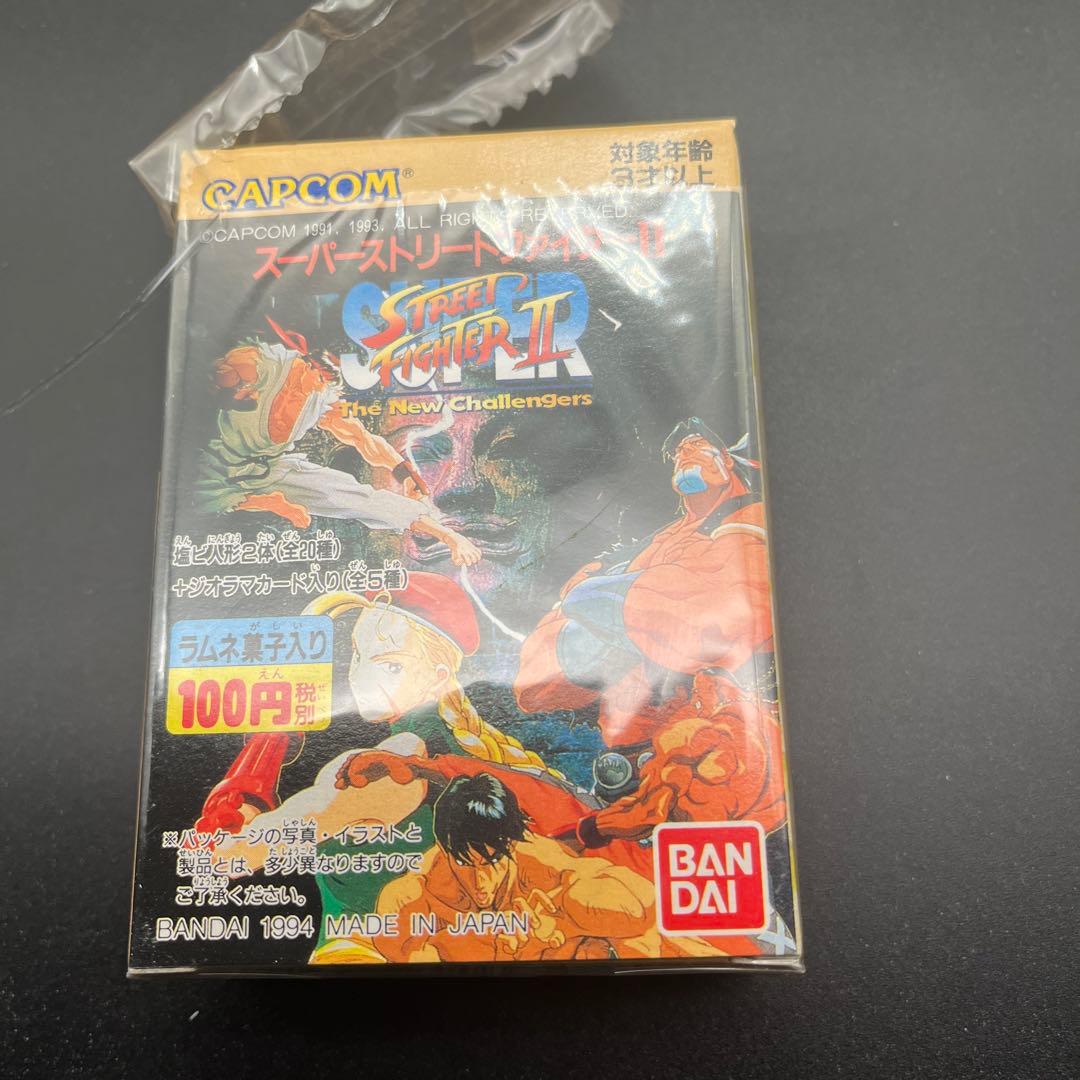 CAPCOM®
対象年齢
3才以上
©CAPCOM 1991, 1993, ALL RIGHTS RESERVED.
スーパーストリートファイターII
SUPER
STREET
FIGHTER II
The New Challengers
塩ビ人形2体(全20種)
+ジオラマカード入り(全5種)
ラムネ菓子入り
100円税別
※パッケージの写真・イラストと
製品とは、多少異なりますので
ご了承ください。
BANDAI 1994 MADE IN JAPAN
BAN
DAI